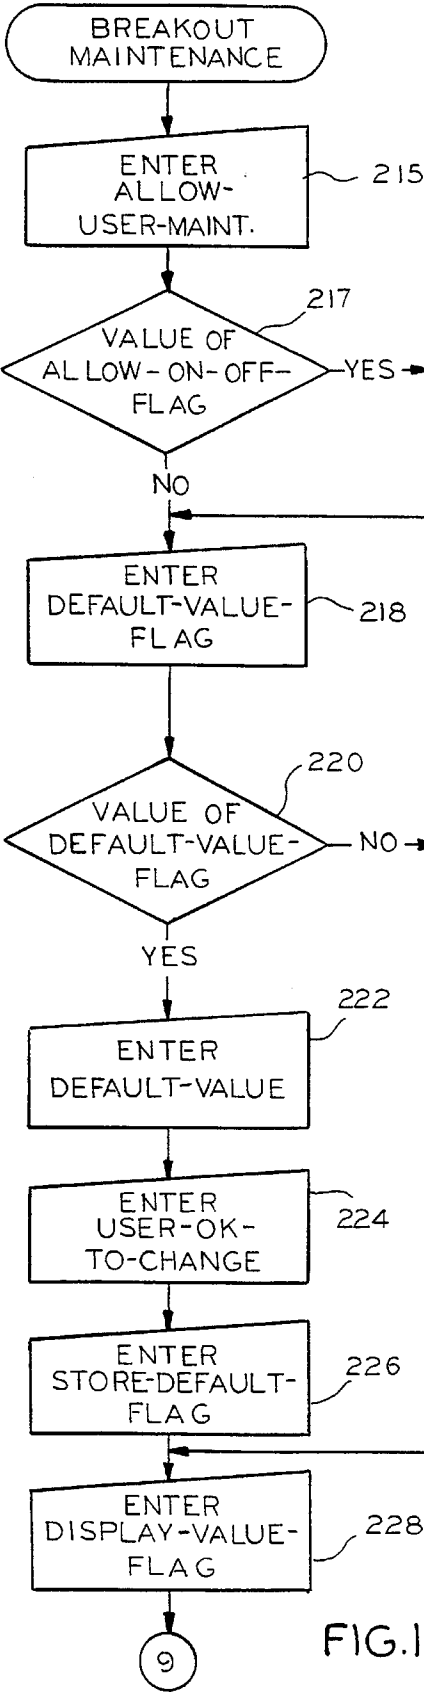 BREAKOUT
MAINTENANCE
ENTER
ALLOW-
USER-MAINT.
215
217
VALUE OF
ALLOW-ON-OFF-
FLAG
YES
NO
ENTER
DEFAULT-VALUE-
FLAG
218
220
VALUE OF
DEFAULT-VALUE-
FLAG
NO
YES
222
ENTER
DEFAULT-VALUE
ENTER
USER-OK-
TO-CHANGE
224
ENTER
STORE-DEFAULT-
FLAG
226
ENTER
DISPLAY-VALUE-
FLAG
228
9
FIG.1